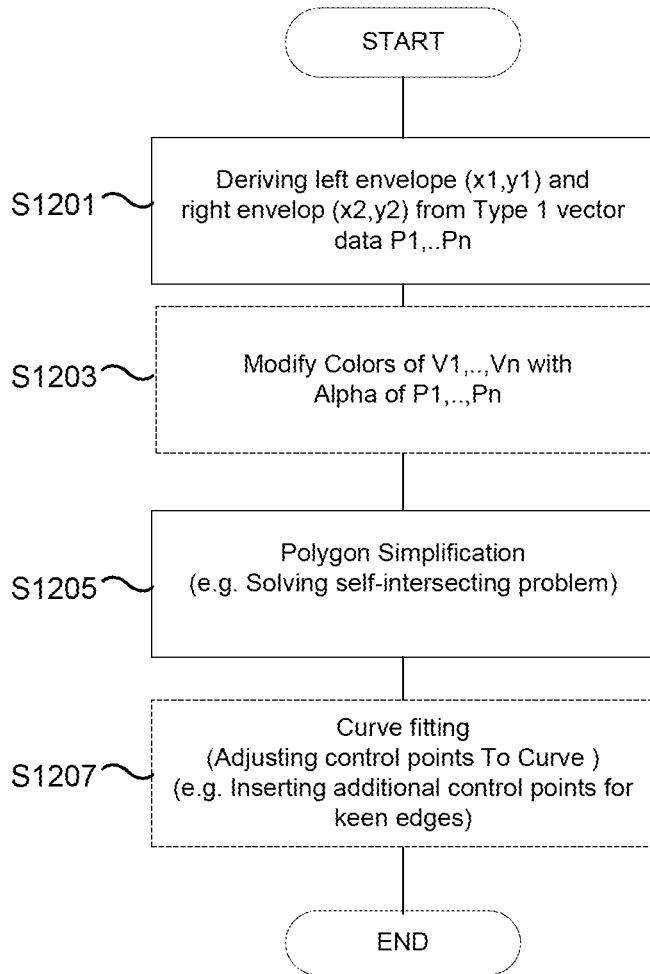 START
S1201
Deriving left envelope (x1,y1) and
right envelop (x2,y2) from Type 1 vector
data P1,..Pn
S1203
Modify Colors of V1,..,Vn with
Alpha of P1,..,Pn
S1205
Polygon Simplification
(e.g. Solving self-intersecting problem)
S1207
Curve fitting
(Adjusting control points To Curve )
(e.g. Inserting additional control points for
keen edges)
END